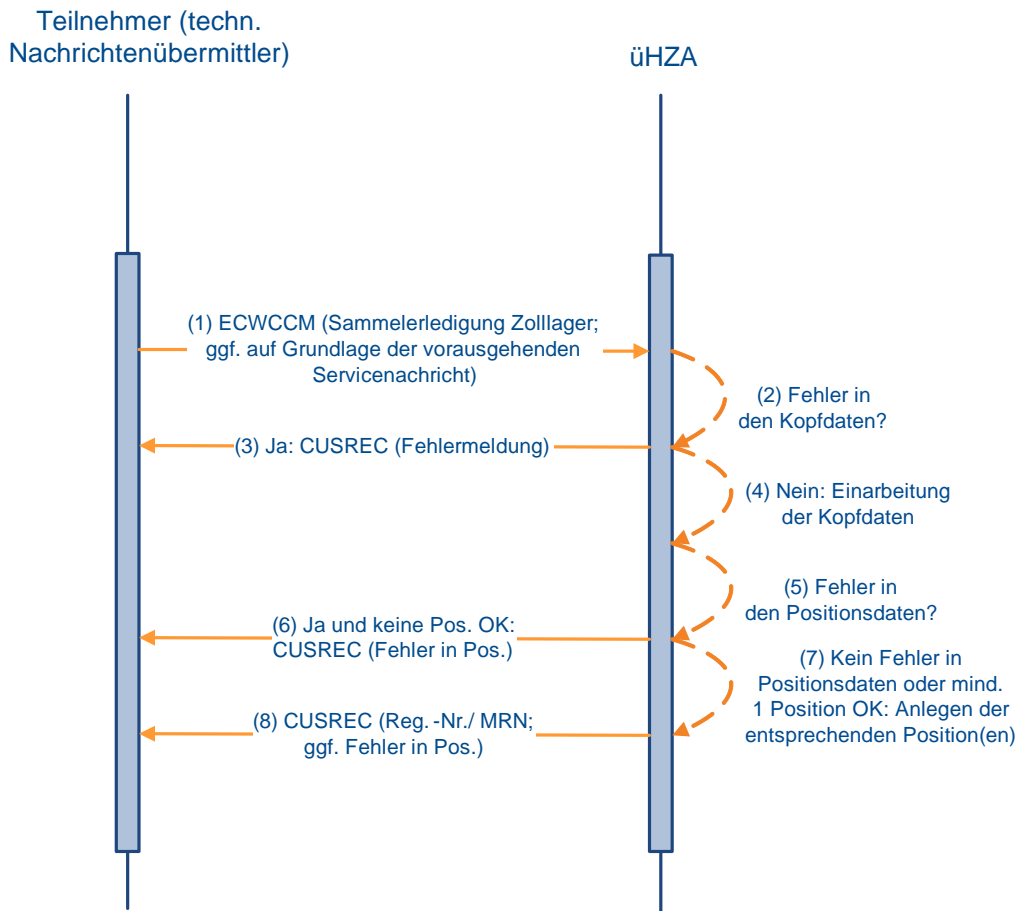 Teilnehmer (techn.
Nachrichtenübermittler)
üHZA
(1) ECWCCM (Sammelerledigung Zolllager;
ggf. auf Grundlage der vorausgehenden
Servicenachricht)
(2) Fehler in
den Kopfdaten?
(3) Ja: CUSREC (Fehlermeldung)
(4) Nein: Einarbeitung
der Kopfdaten
(5) Fehler in
den Positionsdaten?
(6) Ja und keine Pos. OK:
CUSREC (Fehler in Pos.)
(7) Kein Fehler in
Positionsdaten oder mind.
1 Position OK: Anlegen der
entsprechenden Position(en)
(8) CUSREC (Reg. -Nr./ MRN;
ggf. Fehler in Pos.)